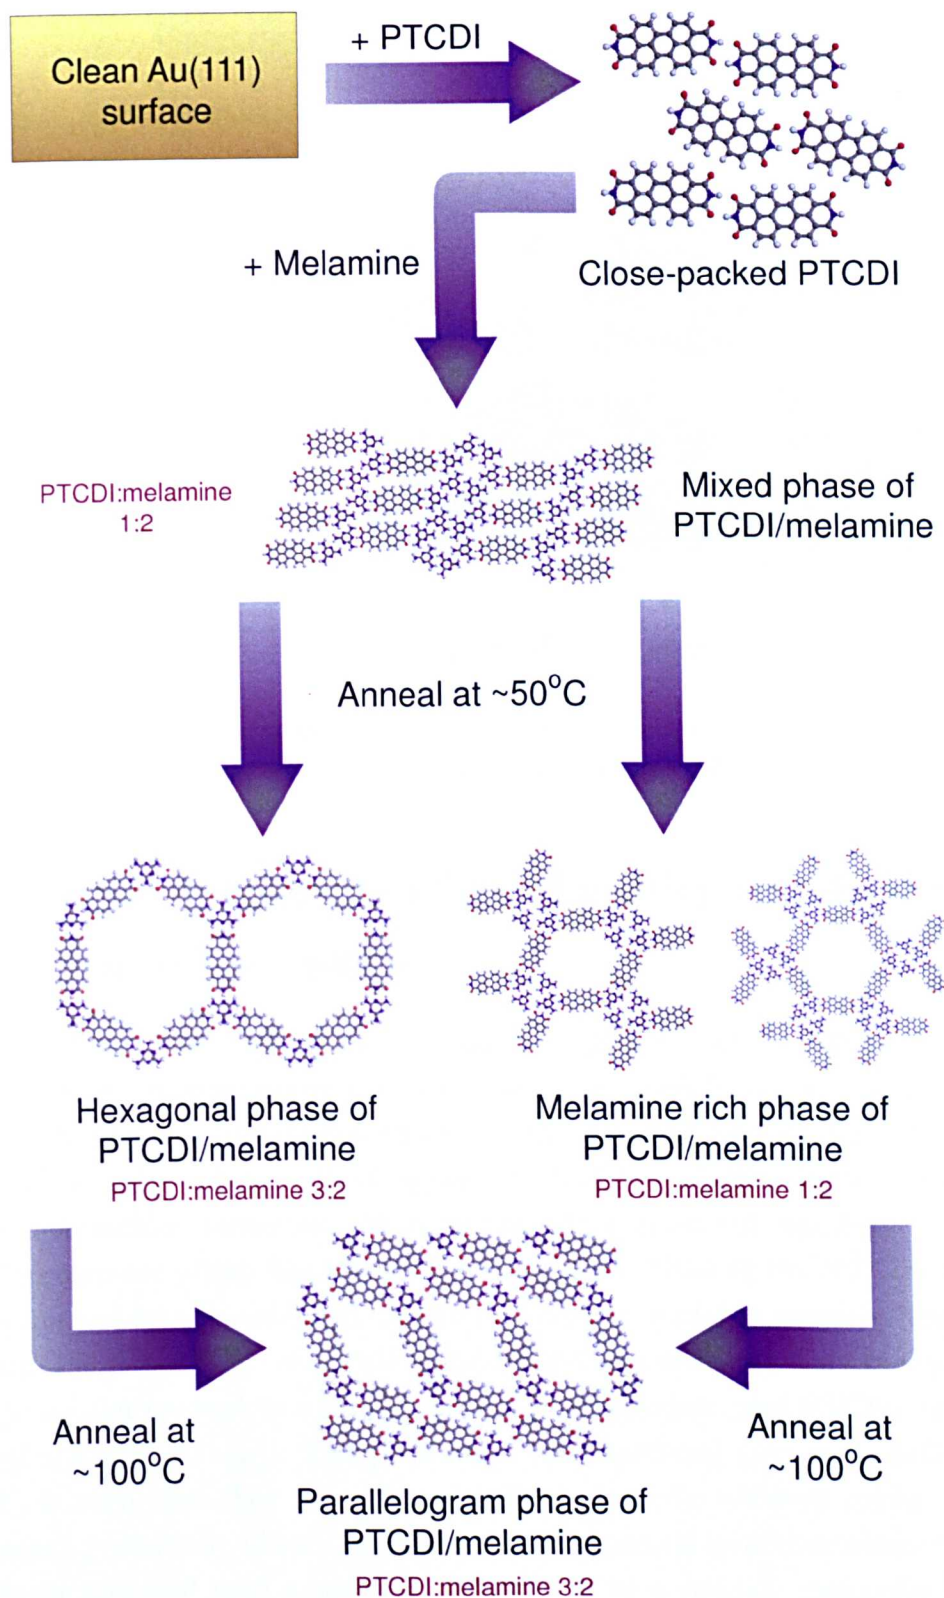 Clean Au(111)
surface
+ PTCDI
Close-packed PTCDI
+ Melamine
PTCDI:melamine
1:2
Mixed phase of
PTCDI/melamine
Anneal at ~50°C
Hexagonal phase of
PTCDI/melamine
PTCDI:melamine 3:2
Melamine rich phase of
PTCDI/melamine
PTCDI:melamine 1:2
Anneal at
~100°C
Anneal at
~100°C
Parallelogram phase of
PTCDI/melamine
PTCDI:melamine 3:2